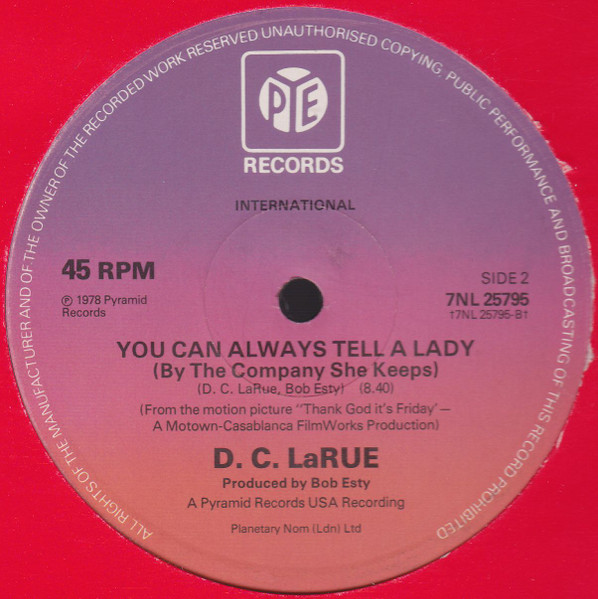 ALL RIGHTS OF THE MANUFACTURER AND OF THE OWNER OF THE RECORDED WORK RESERVED UNAUTHORISED COPYING, PUBLIC PERFORMANCE AND BROADCASTING OF THIS RECORD PROHIBITED
PYE
RECORDS
INTERNATIONAL
45 RPM
SIDE 2
℗ 1978 Pyramid
Records
7NL 25795
†7NL 25795-B†
YOU CAN ALWAYS TELL A LADY
(By The Company She Keeps)
(D. C. LaRue, Bob Esty) (8.40)
(From the motion picture "Thank God it's Friday' —
A Motown-Casablanca FilmWorks Production)
D. C. LaRUE
Produced by Bob Esty
A Pyramid Records USA Recording
Planetary Nom (Ldn) Ltd